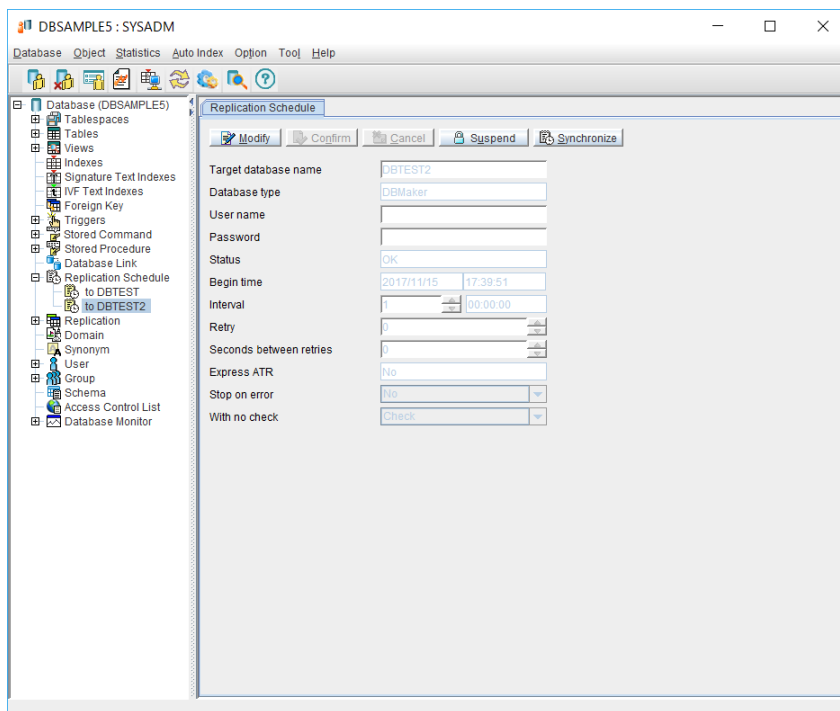 DBSAMPLE5 : SYSADM
Database Object Statistics Auto Index Option Tool Help
Database (DBSAMPLE5)
Tablespaces
Tables
Views
Indexes
Signature Text Indexes
IVF Text Indexes
Foreign Key
Triggers
Stored Command
Stored Procedure
Database Link
Replication Schedule
to DBTEST
to DBTEST2
Replication
Domain
Synonym
User
Group
Schema
Access Control List
Database Monitor
Replication Schedule
Modify Confirm Cancel Suspend Synchronize
Target database name DBTEST2
Database type DBMaker
User name
Password
Status OK
Begin time 2017/11/15 17:39:51
Interval 1 00:00:00
Retry 0
Seconds between retries 0
Express ATR No
Stop on error No
With no check Check